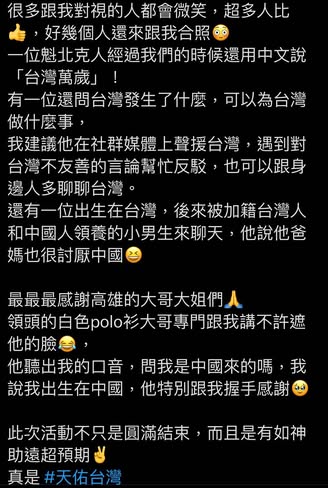 很多跟我對視的人都會微笑，超多人比
👍，好幾個人還來跟我合照😳
一位魁北克人經過我們的時候還用中文說
「台灣萬歲」！
有一位還問台灣發生了什麼，可以為台灣
做什麼事，
我建議他在社群媒體上聲援台灣，遇到對
台灣不友善的言論幫忙反駁，也可以跟身
邊人多聊聊台灣。
還有一位出生在台灣，後來被加籍台灣人
和中國人領養的小男生來聊天，他說他爸
媽也很討厭中國😆
最最最感謝高雄的大哥大姐們🙏
領頭的白色polo衫大哥專門跟我講不許遮
他的臉😂，
他聽出我的口音，問我是中國來的嗎，我
說我出生在中國，他特別跟我握手感謝🥹
此次活動不只是圓滿結束，而且是有如神
助遠超預期✌️
真是 #天佑台灣